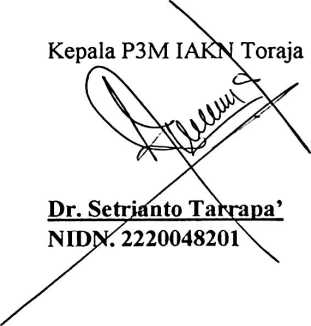 Kepala P3M IAKN Toraja
Dr. Setrianto Tarrapa'
NIDN. 2220048201